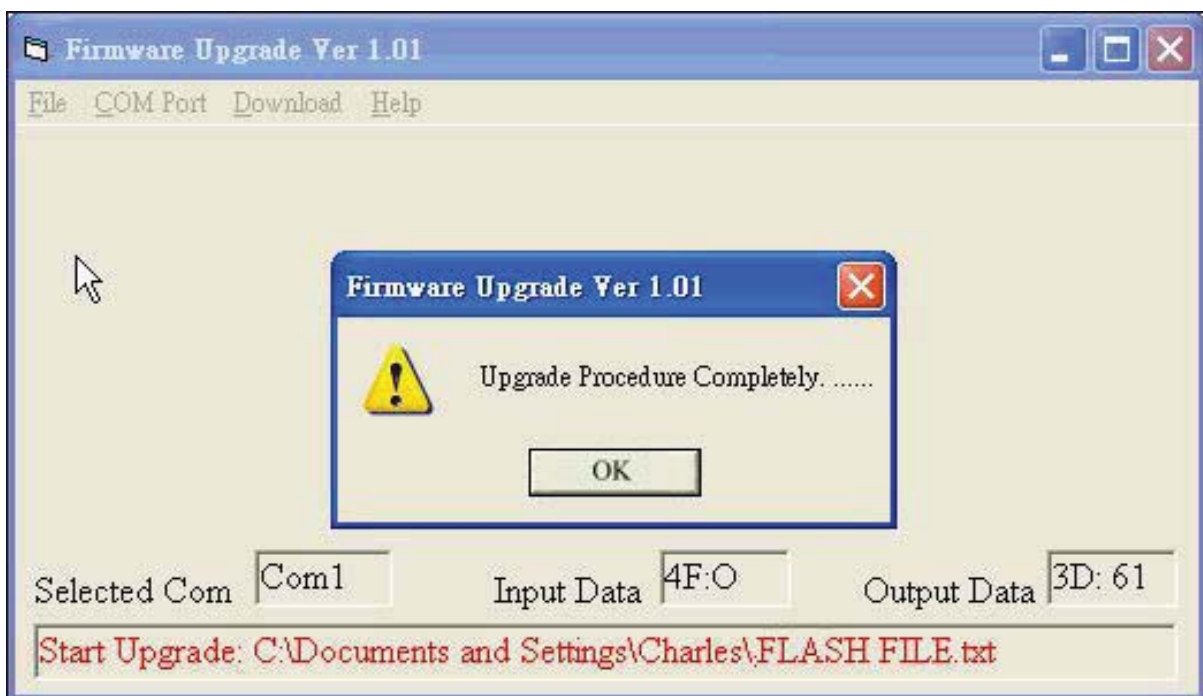 Firmware Upgrade Ver 1.01
File COM Port Download Help
Firmware Upgrade Ver 1.01
Upgrade Procedure Completely. ......
OK
Selected Com Com1 Input Data 4F:O Output Data 3D: 61
Start Upgrade: C:\Documents and Settings\Charles\.FLASH FILE.txt